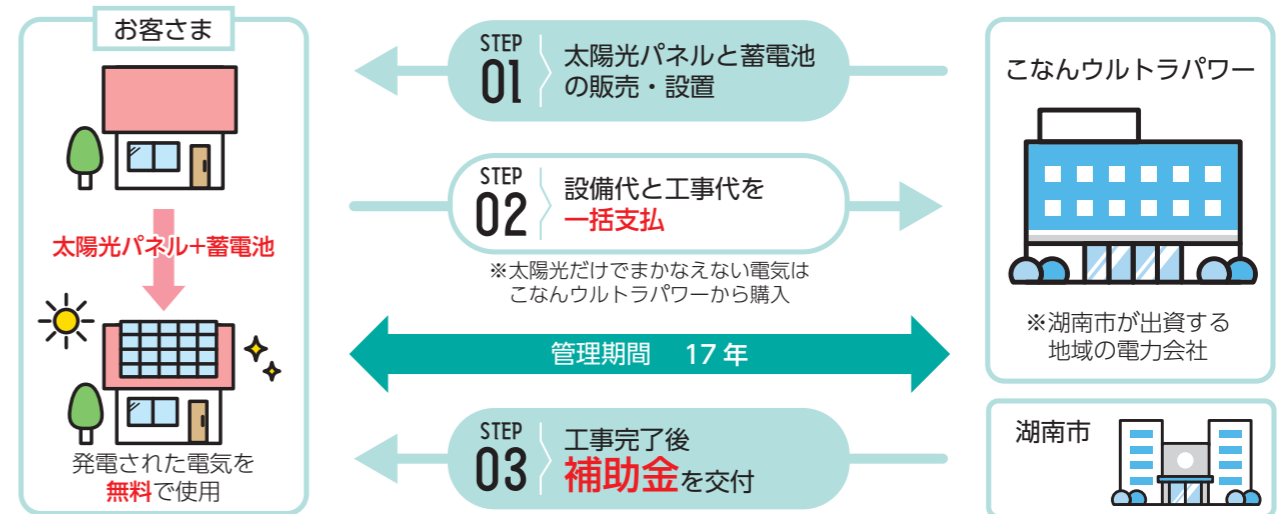 お客さま
太陽光パネル+蓄電池
発電された電気を
無料で使用
STEP
01
太陽光パネルと蓄電池
の販売・設置
STEP
02
設備代と工事代を
一括支払
※太陽光だけでまかなえない電気は
こなんウルトラパワーから購入
管理期間 17年
STEP
03
工事完了後
補助金を交付
こなんウルトラパワー
※湖南市が出資する
地域の電力会社
湖南市